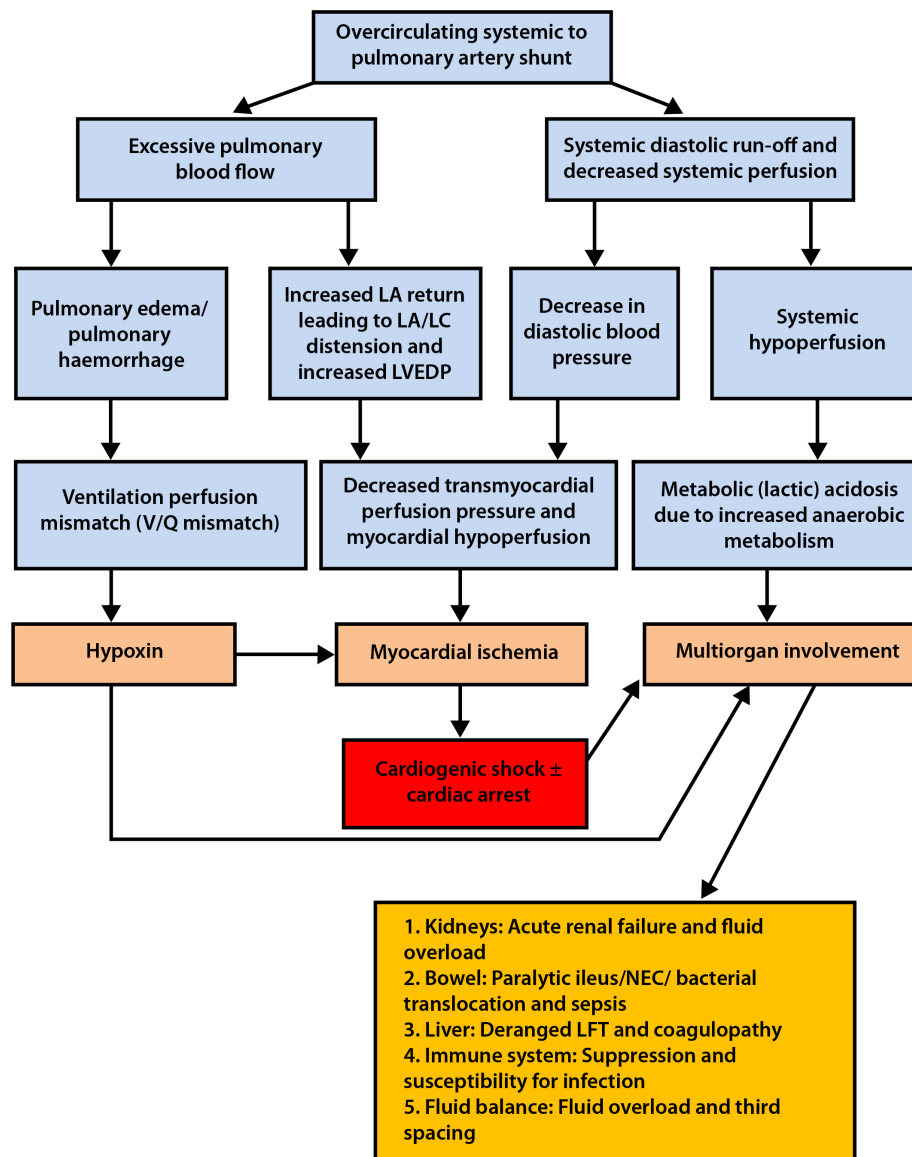 Overcirculating systemic to
pulmonary artery shunt
Excessive pulmonary
blood flow
Systemic diastolic run-off and
decreased systemic perfusion
Pulmonary edema/
pulmonary
haemorrhage
Increased LA return
leading to LA/LC
distension and
increased LVEDP
Decrease in
diastolic blood
pressure
Systemic
hypoperfusion
Ventilation perfusion
mismatch (V/Q mismatch)
Decreased transmyocardial
perfusion pressure and
myocardial hypoperfusion
Metabolic (lactic) acidosis
due to increased anaerobic
metabolism
Hypoxin
Myocardial ischemia
Multiorgan involvement
Cardiogenic shock ±
cardiac arrest
1. Kidneys: Acute renal failure and fluid
overload
2. Bowel: Paralytic ileus/NEC/ bacterial
translocation and sepsis
3. Liver: Deranged LFT and coagulopathy
4. Immune system: Suppression and
susceptibility for infection
5. Fluid balance: Fluid overload and third
spacing